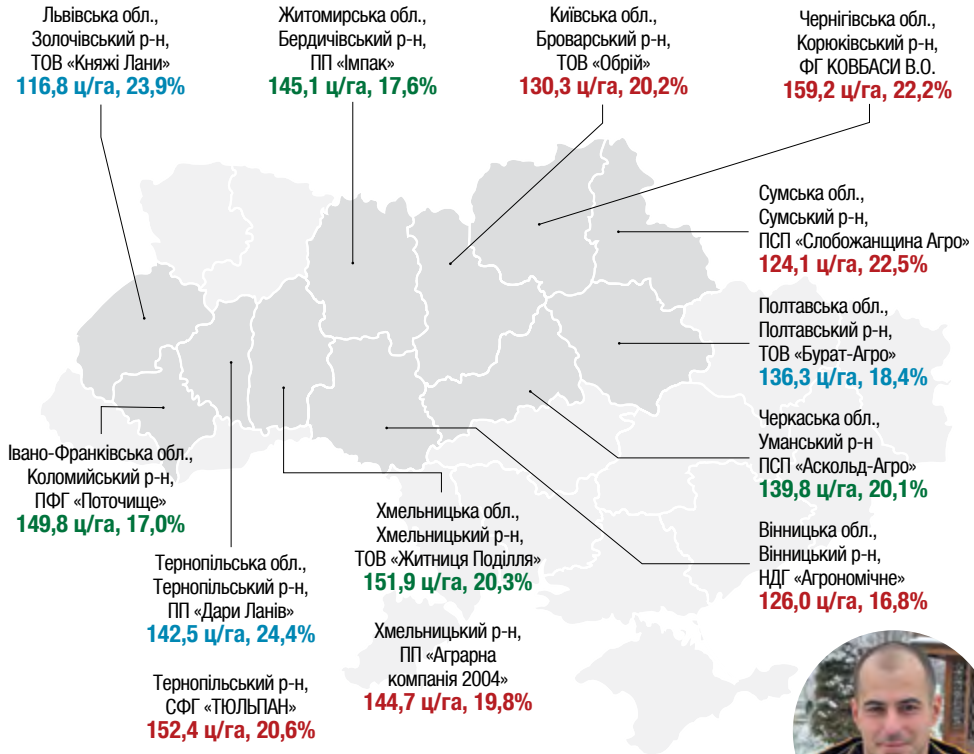 Львівська обл.,
Золочівський р-н,
ТОВ «Княжі Лани»
116,8 ц/га, 23,9%
Житомирська обл.,
Бердичівський р-н,
ПП «Імпак»
145,1 ц/га, 17,6%
Київська обл.,
Броварський р-н,
ТОВ «Обрій»
130,3 ц/га, 20,2%
Чернігівська обл.,
Корюківський р-н,
ФГ КОВБАСИ В.О.
159,2 ц/га, 22,2%
Сумська обл.,
Сумський р-н,
ПСП «Слобожанщина Агро»
124,1 ц/га, 22,5%
Полтавська обл.,
Полтавський р-н,
ТОВ «Бурат-Агро»
136,3 ц/га, 18,4%
Черкаська обл.,
Уманський р-н
ПСП «Аскольд-Агро»
139,8 ц/га, 20,1%
Вінницька обл.,
Вінницький р-н,
НДГ «Агрономічне»
126,0 ц/га, 16,8%
Івано-Франківська обл.,
Коломийський р-н,
ПФГ «Поточище»
149,8 ц/га, 17,0%
Тернопільська обл.,
Тернопільський р-н,
ПП «Дари Ланів»
142,5 ц/га, 24,4%
Тернопільський р-н,
СФГ «ТЮЛЬПАН»
152,4 ц/га, 20,6%
Хмельницька обл.,
Хмельницький р-н,
ТОВ «Житниця Поділля»
151,9 ц/га, 20,3%
Хмельницький р-н,
ПП «Аграрна
компанія 2004»
144,7 ц/га, 19,8%